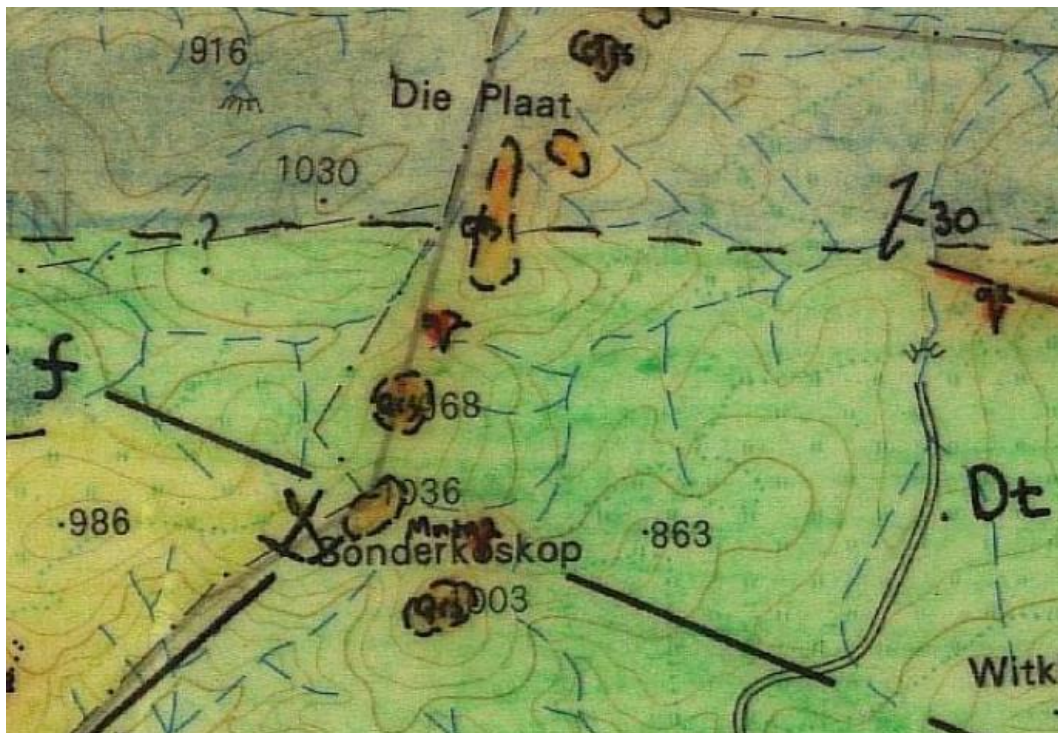 916
Die Plaat
1030
?
30
f
968
1036
Dt
986
863
Sonderkoskop
1003
Witk